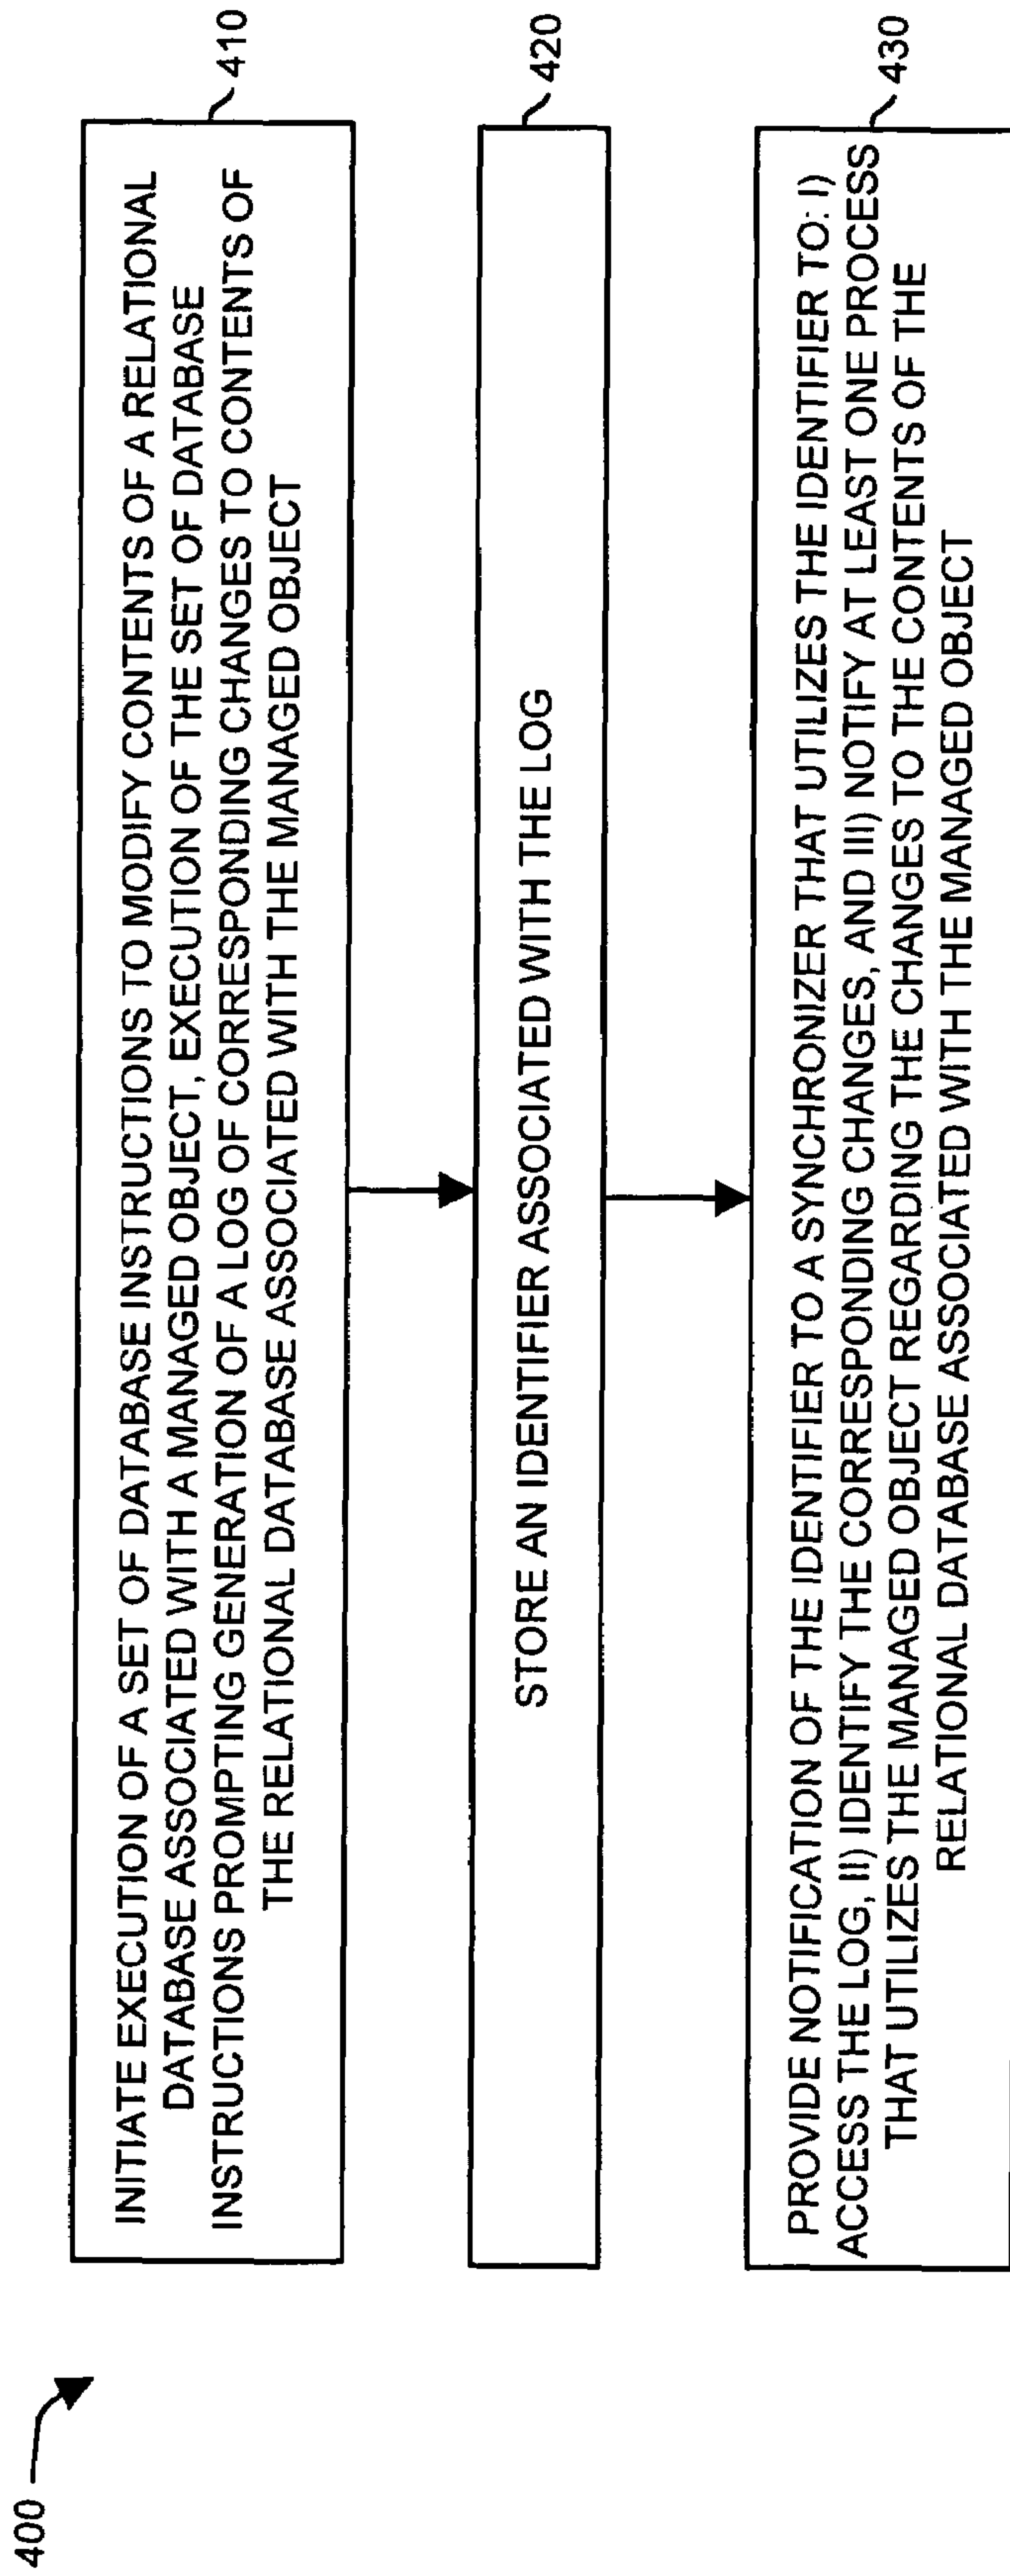 400
INITIATE EXECUTION OF A SET OF DATABASE INSTRUCTIONS TO MODIFY CONTENTS OF A RELATIONAL
DATABASE ASSOCIATED WITH A MANAGED OBJECT, EXECUTION OF THE SET OF DATABASE
INSTRUCTIONS PROMPTING GENERATION OF A LOG OF CORRESPONDING CHANGES TO CONTENTS OF
THE RELATIONAL DATABASE ASSOCIATED WITH THE MANAGED OBJECT
410
STORE AN IDENTIFIER ASSOCIATED WITH THE LOG
420
PROVIDE NOTIFICATION OF THE IDENTIFIER TO A SYNCHRONIZER THAT UTILIZES THE IDENTIFIER TO: I)
ACCESS THE LOG, II) IDENTIFY THE CORRESPONDING CHANGES, AND III) NOTIFY AT LEAST ONE PROCESS
THAT UTILIZES THE MANAGED OBJECT REGARDING THE CHANGES TO THE CONTENTS OF THE
RELATIONAL DATABASE ASSOCIATED WITH THE MANAGED OBJECT
430